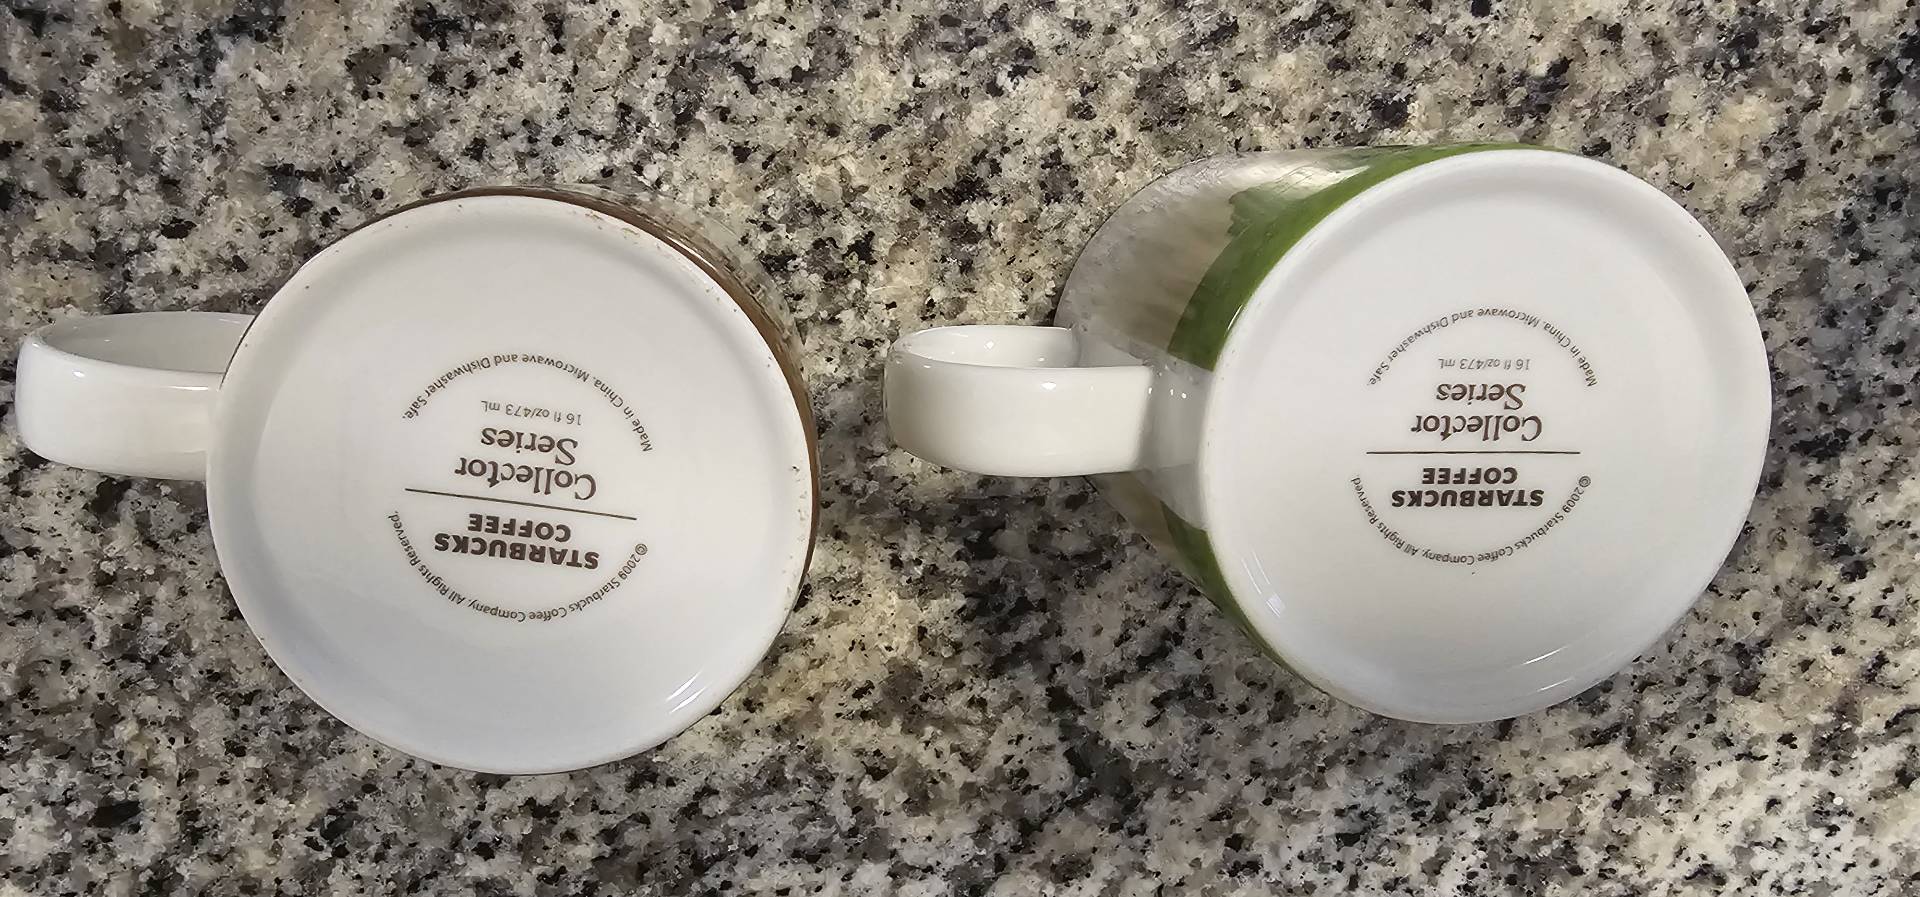 ©2009 Starbucks Coffee Company. All Rights Reserved.
STARBUCKS
COFFEE
Collector
Series
16 fl oz/473 mL
Made in China. Microwave and Dishwasher Safe.
©2009 Starbucks Coffee Company. All Rights Reserved.
STARBUCKS
COFFEE
Collector
Series
16 fl oz/473 mL
Made in China. Microwave and Dishwasher Safe.